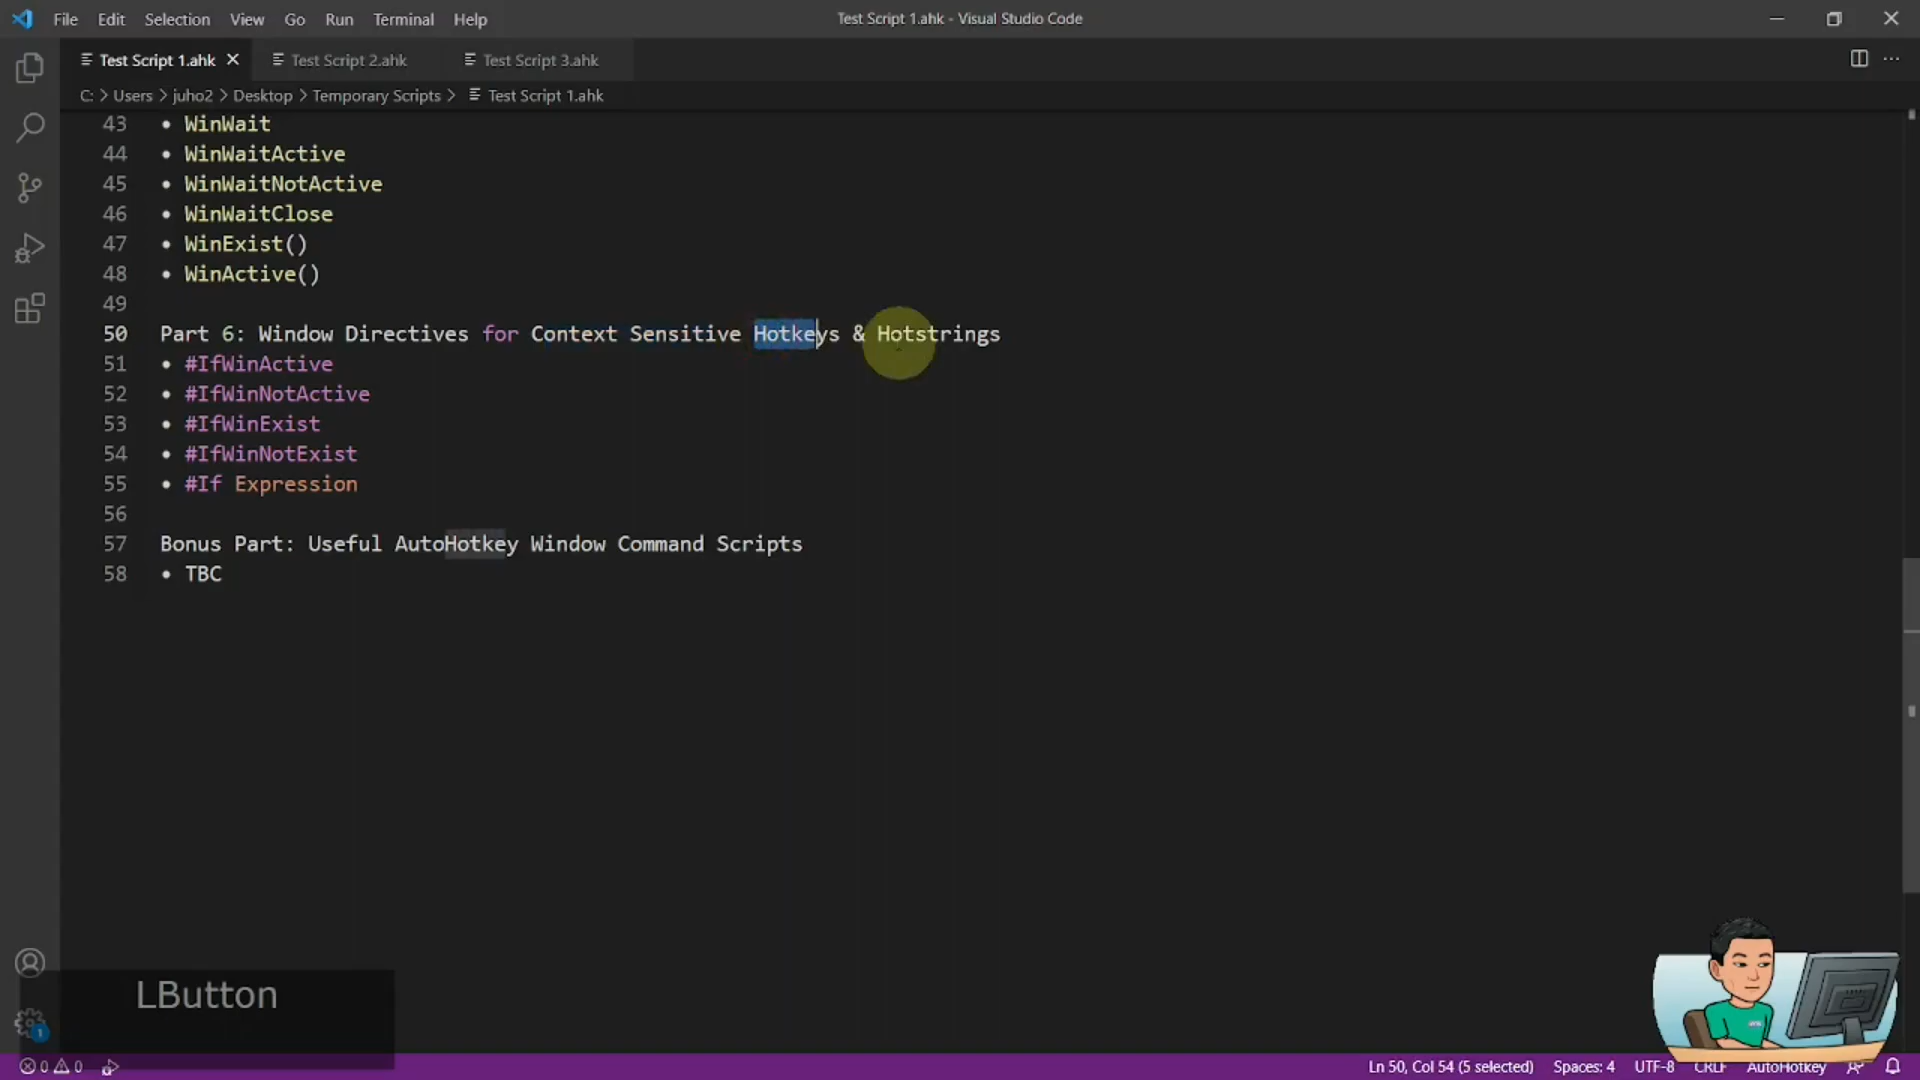 File Edit Selection View Go Run Terminal Help
Test Script 1.ahk - Visual Studio Code
Test Script 1.ahk Test Script 2.ahk Test Script 3.ahk
C: > Users > juho2 > Desktop > Temporary Scripts > Test Script 1.ahk
43 • WinWait
44 • WinWaitActive
45 • WinWaitNotActive
46 • WinWaitClose
47 • WinExist()
48 • WinActive()
49
50 Part 6: Window Directives for Context Sensitive Hotkeys & Hotstrings
51 • #IfWinActive
52 • #IfWinNotActive
53 • #IfWinExist
54 • #IfWinNotExist
55 • #If Expression
56
57 Bonus Part: Useful AutoHotkey Window Command Scripts
58 • TBC
LButton
1
0 0 Ln 50, Col 54 (5 selected) Spaces: 4 UTF-8 CRLF AutoHotkey